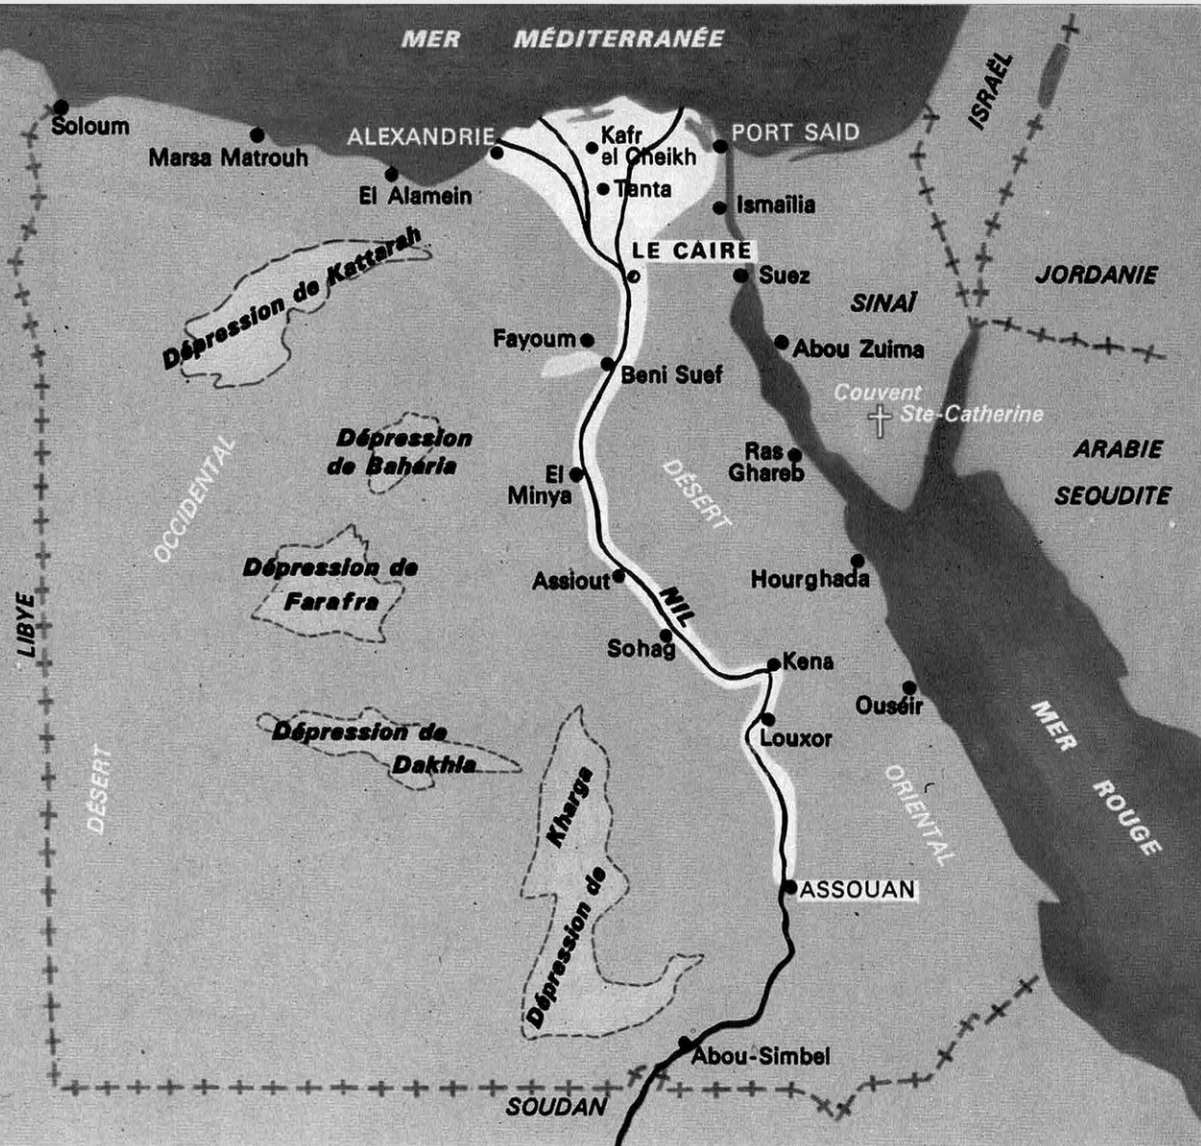 MER MÉDITERRANÉE
ISRAËL
Soloum
Marsa Matrouh
ALEXANDRIE
El Alamein
Kafr
el Cheikh
Tanta
PORT SAID
Ismaïlia
LE CAIRE
Suez
SINAÏ
JORDANIE
Dépression de Kattarah
Fayoum
Beni Suef
Abou Zuima
Couvent
Ste-Catherine
Dépression
de Baharia
OCCIDENTAL
El
Minya
DÉSERT
Ras
Ghareb
ARABIE
SEOUDITE
Dépression de
Farafra
Assiout
NIL
Hourghada
LIBYE
Sohag
Kena
Ouséir
Dépression de
Dakhla
Louxor
MER ROUGE
DÉSERT
Kharga
Dépression de
ORIENTAL
ASSOUAN
Abou-Simbel
SOUDAN